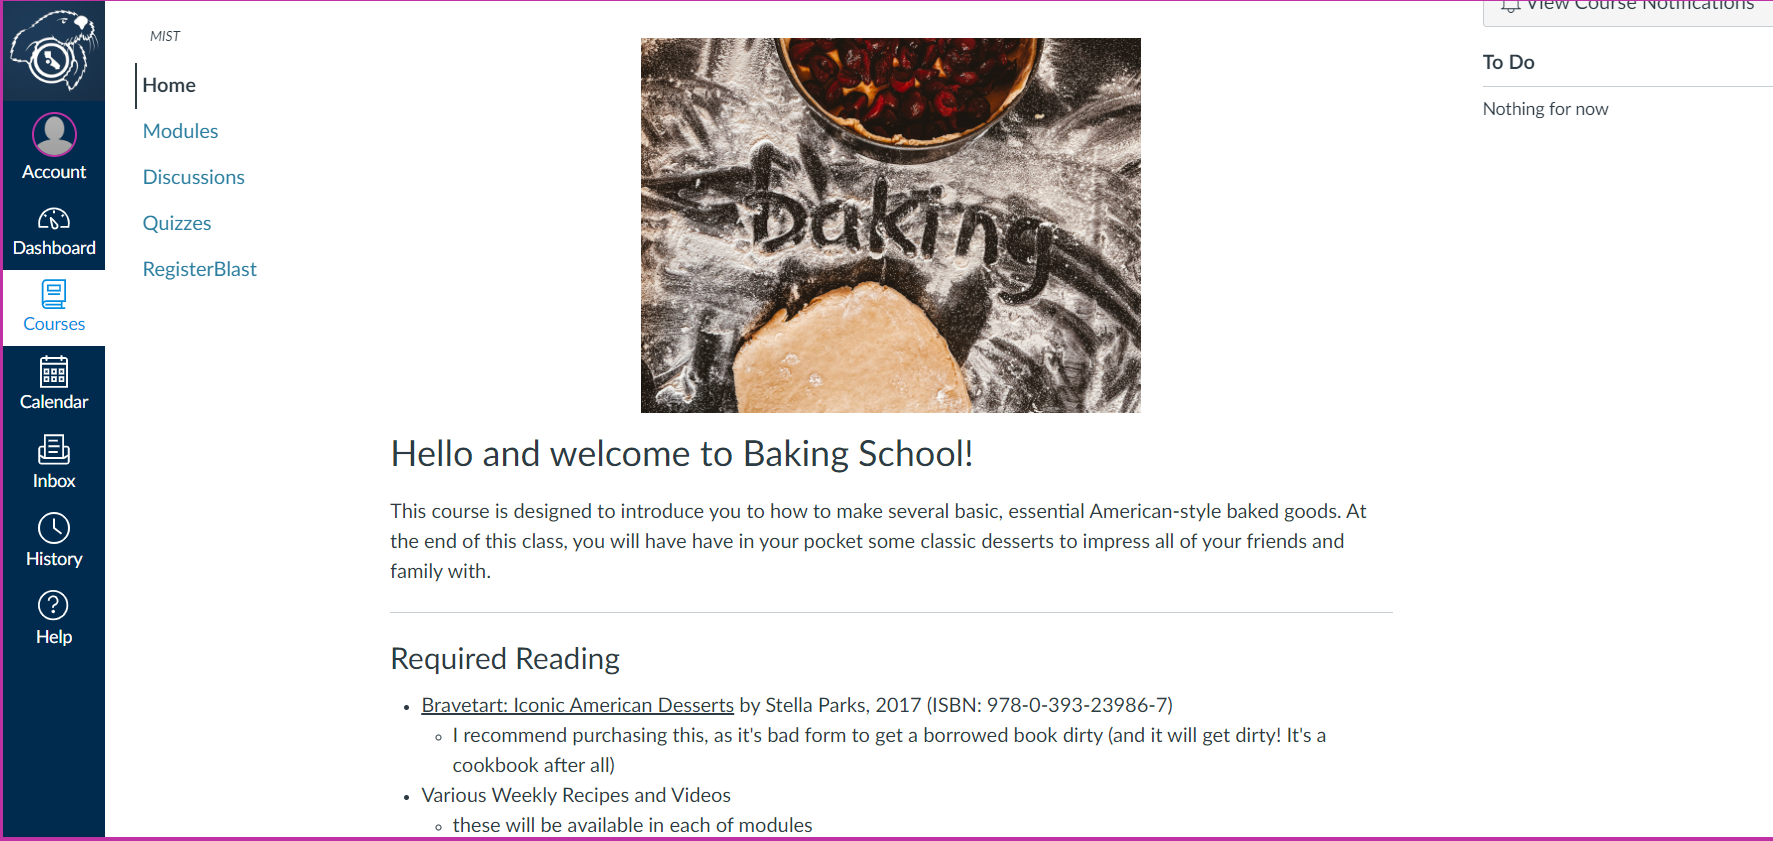 Account
Dashboard
Courses
Calendar
Inbox
History
Help
MIST
Home
Modules
Discussions
Quizzes
RegisterBlast
baking
Hello and welcome to Baking School!
This course is designed to introduce you to how to make several basic, essential American-style baked goods. At
the end of this class, you will have have in your pocket some classic desserts to impress all of your friends and
family with.
Required Reading
Bravetart: Iconic American Desserts by Stella Parks, 2017 (ISBN: 978-0-393-23986-7)
I recommend purchasing this, as it's bad form to get a borrowed book dirty (and it will get dirty! It's a
cookbook after all)
Various Weekly Recipes and Videos
these will be available in each of modules
View Course Notifications
To Do
Nothing for now